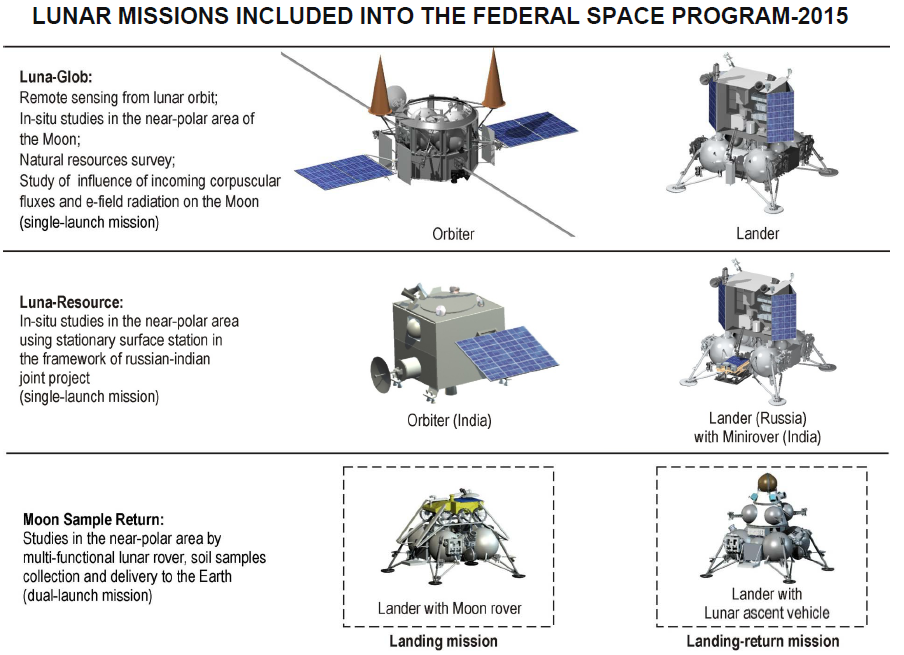 LUNAR MISSIONS INCLUDED INTO THE FEDERAL SPACE PROGRAM-2015
Luna-Glob:
Remote sensing from lunar orbit;
In-situ studies in the near-polar area of
the Moon;
Natural resources survey;
Study of influence of incoming corpuscular
fluxes and e-field radiation on the Moon
(single-launch mission)
Orbiter
Lander
Luna-Resource:
In-situ studies in the near-polar area
using stationary surface station in
the framework of russian-indian
joint project
(single-launch mission)
Orbiter (India)
Lander (Russia)
with Minirover (India)
Moon Sample Return:
Studies in the near-polar area by
multi-functional lunar rover, soil samples
collection and delivery to the Earth
(dual-launch mission)
Lander with Moon rover
Landing mission
Lander with
Lunar ascent vehicle
Landing-return mission